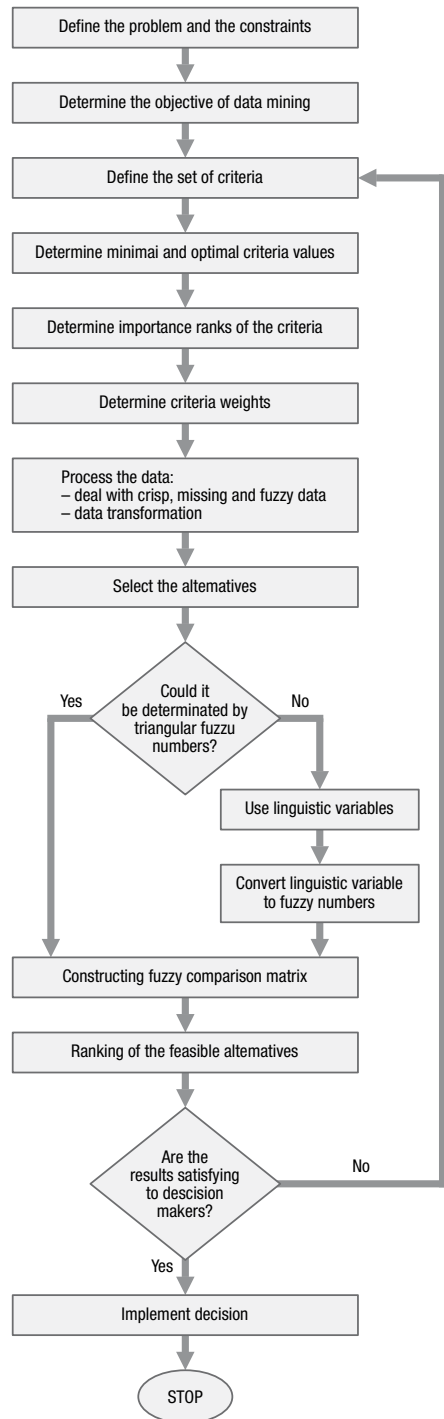 Define the problem and the constraints
Determine the objective of data mining
Define the set of criteria
Determine minimai and optimal criteria values
Determine importance ranks of the criteria
Determine criteria weights
Process the data:
– deal with crisp, missing and fuzzy data
– data transformation
Select the alternatives
Yes
Could it
be determinated by
triangular fuzzu
numbers?
No
Use linguistic variables
Convert linguistic variable
to fuzzy numbers
Constructing fuzzy comparison matrix
Ranking of the feasible alternatives
Are the
results satisfying
to descision
makers?
No
Yes
Implement decision
STOP